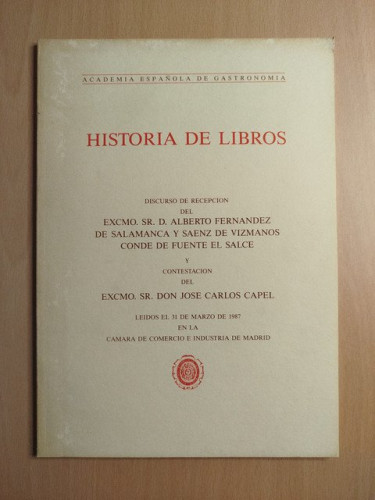 ACADEMIA ESPAÑOLA DE GASTRONOMIA
HISTORIA DE LIBROS
DISCURSO DE RECEPCION
DEL
EXCMO. SR. D. ALBERTO FERNANDEZ
DE SALAMANCA Y SAENZ DE VIZMANOS
CONDE DE FUENTE EL SALCE
Y
CONTESTACION
DEL
EXCMO. SR. DON JOSE CARLOS CAPEL
LEIDOS EL 31 DE MARZO DE 1987
EN LA
CAMARA DE COMERCIO E INDUSTRIA DE MADRID